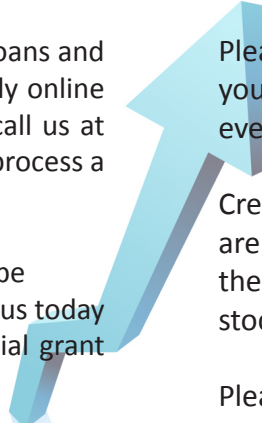 oans and
ly online
call us at
process a
be
us today
ial grant
Plea
you
eve
Cre
are
the
stoc
Plea